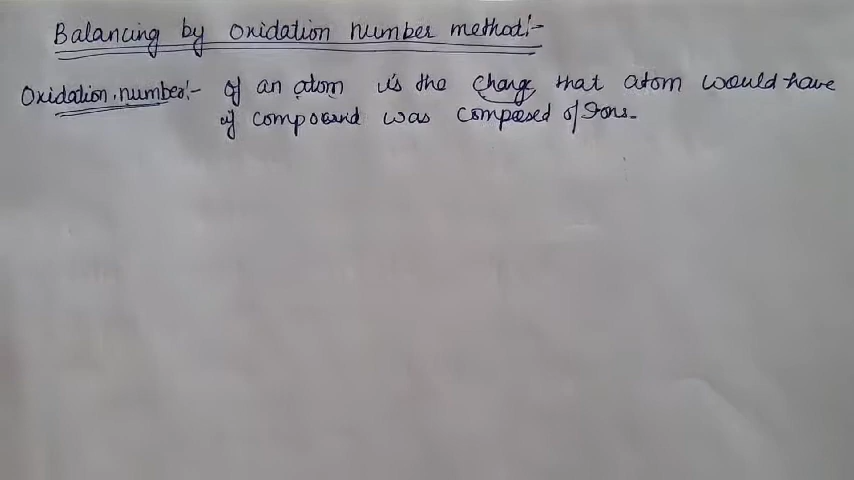 Balancing by Oxidation Number method:-
Oxidation number:- Of an atom is the charge that atom would have
if compound was composed of Ions.